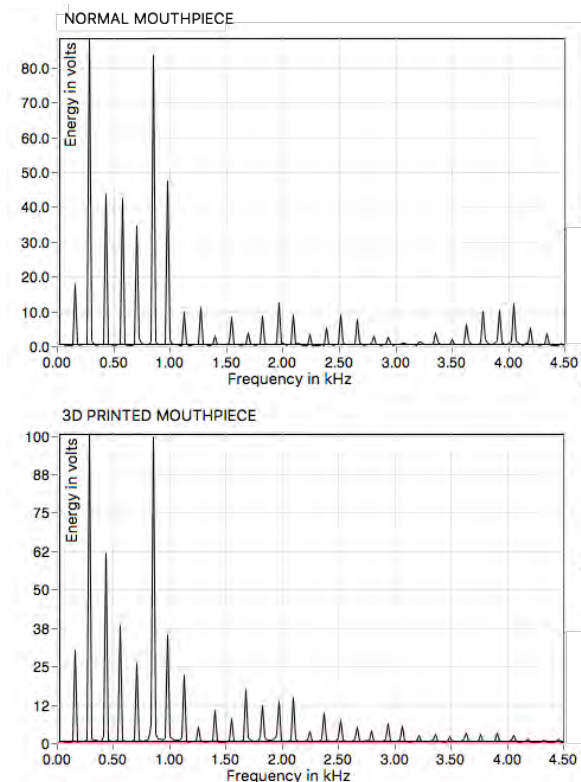 NORMAL MOUTHPIECE
Energy in volts
80.0
70.0
60.0
50.0
40.0
30.0
20.0
10.0
0.0
0.00 0.50 1.00 1.50 2.00 2.50 3.00 3.50 4.00 4.50
Frequency in kHz
3D PRINTED MOUTHPIECE
Energy in volts
100
88
75
62
50
38
25
12
0
0.00 0.50 1.00 1.50 2.00 2.50 3.00 3.50 4.00 4.50
Frequency in kHz